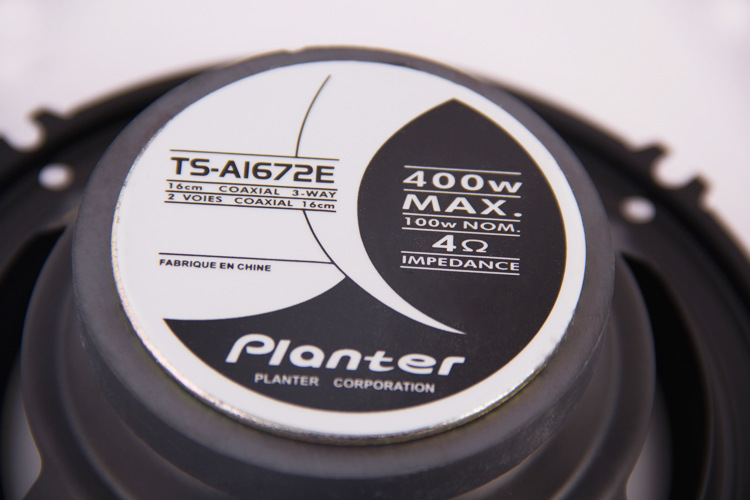 TS-A1672E
16cm COAXIAL 3-WAY
2 VOIES COAXIAL 16cm
FABRIQUE EN CHINE
400w
MAX.
100w NOM.
4Ω
IMPEDANCE
Planter
PLANTER CORPORATION